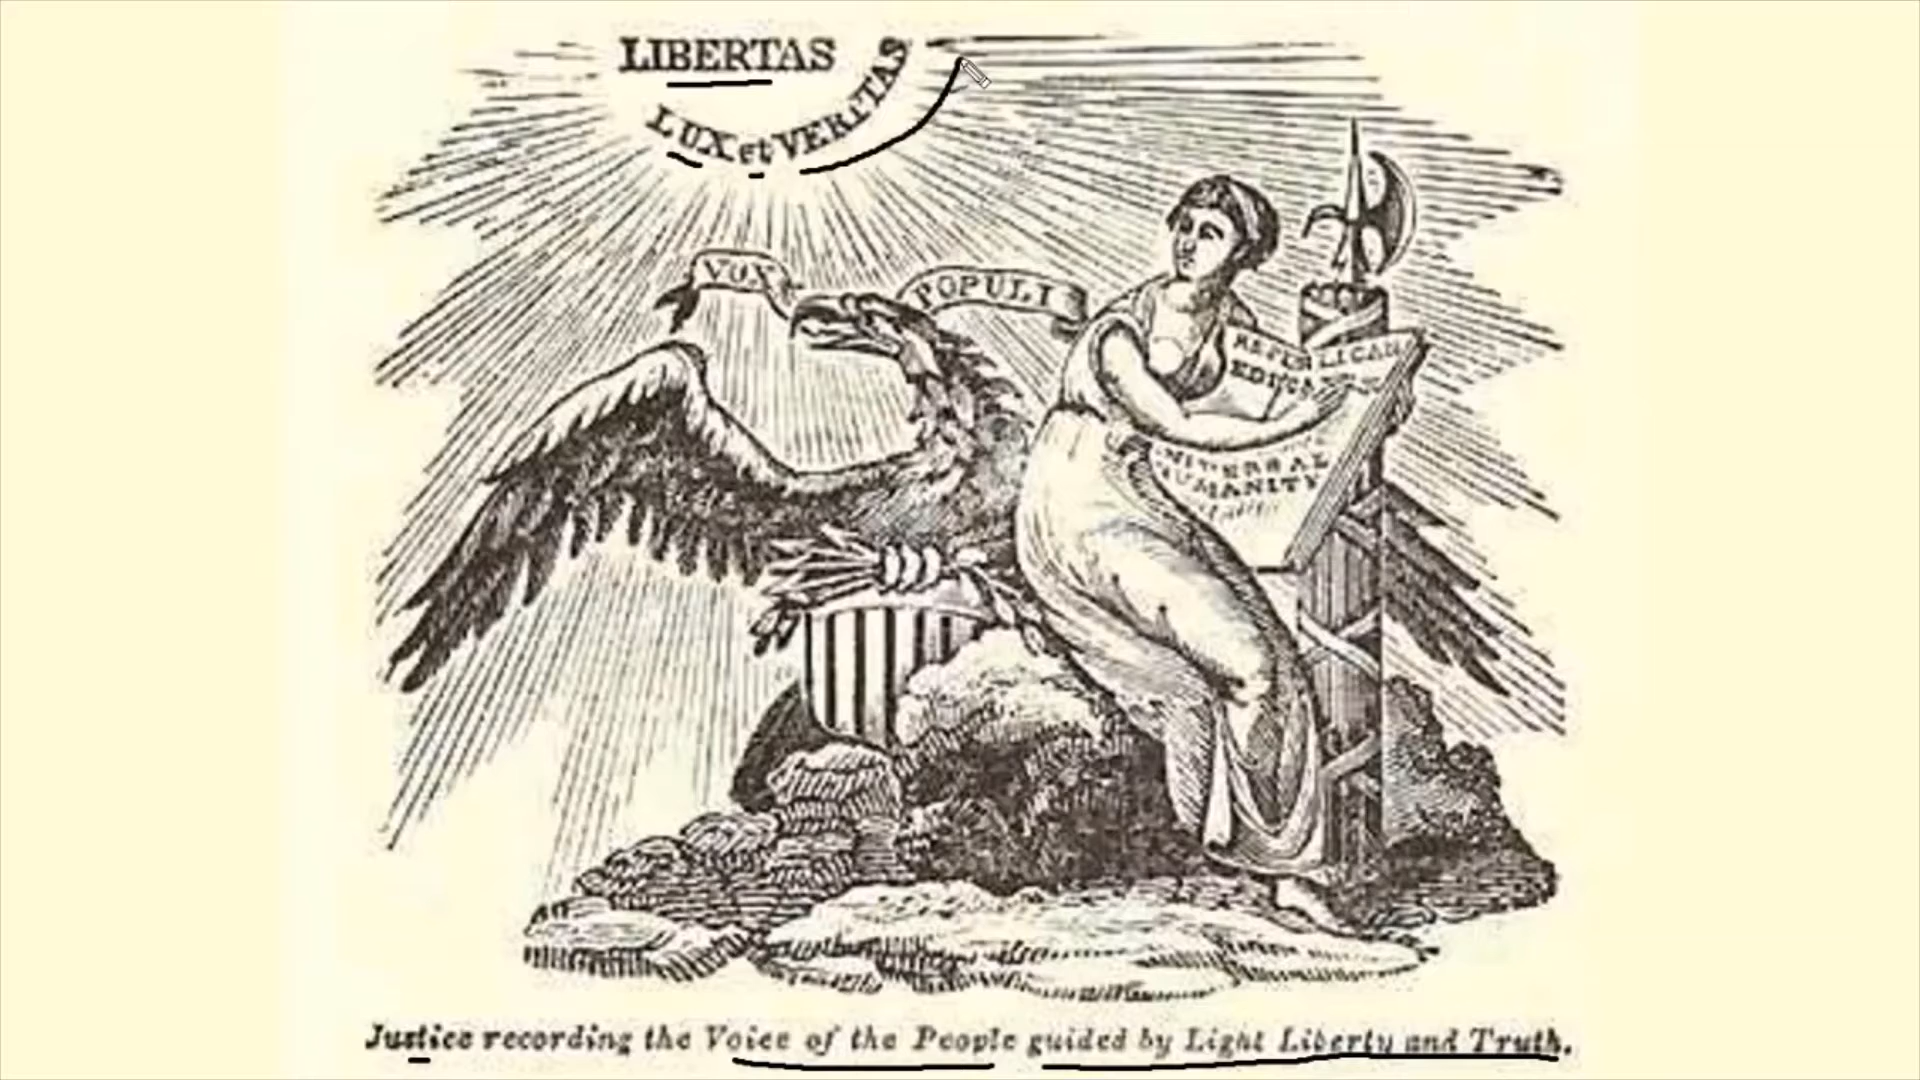 LIBERTAS
LUX et VERITAS
VOX POPULI
REPUBLICAN
UNIVERSAL
HUMANITY
Justice recording the Voice of the People guided by Light Liberty and Truth.